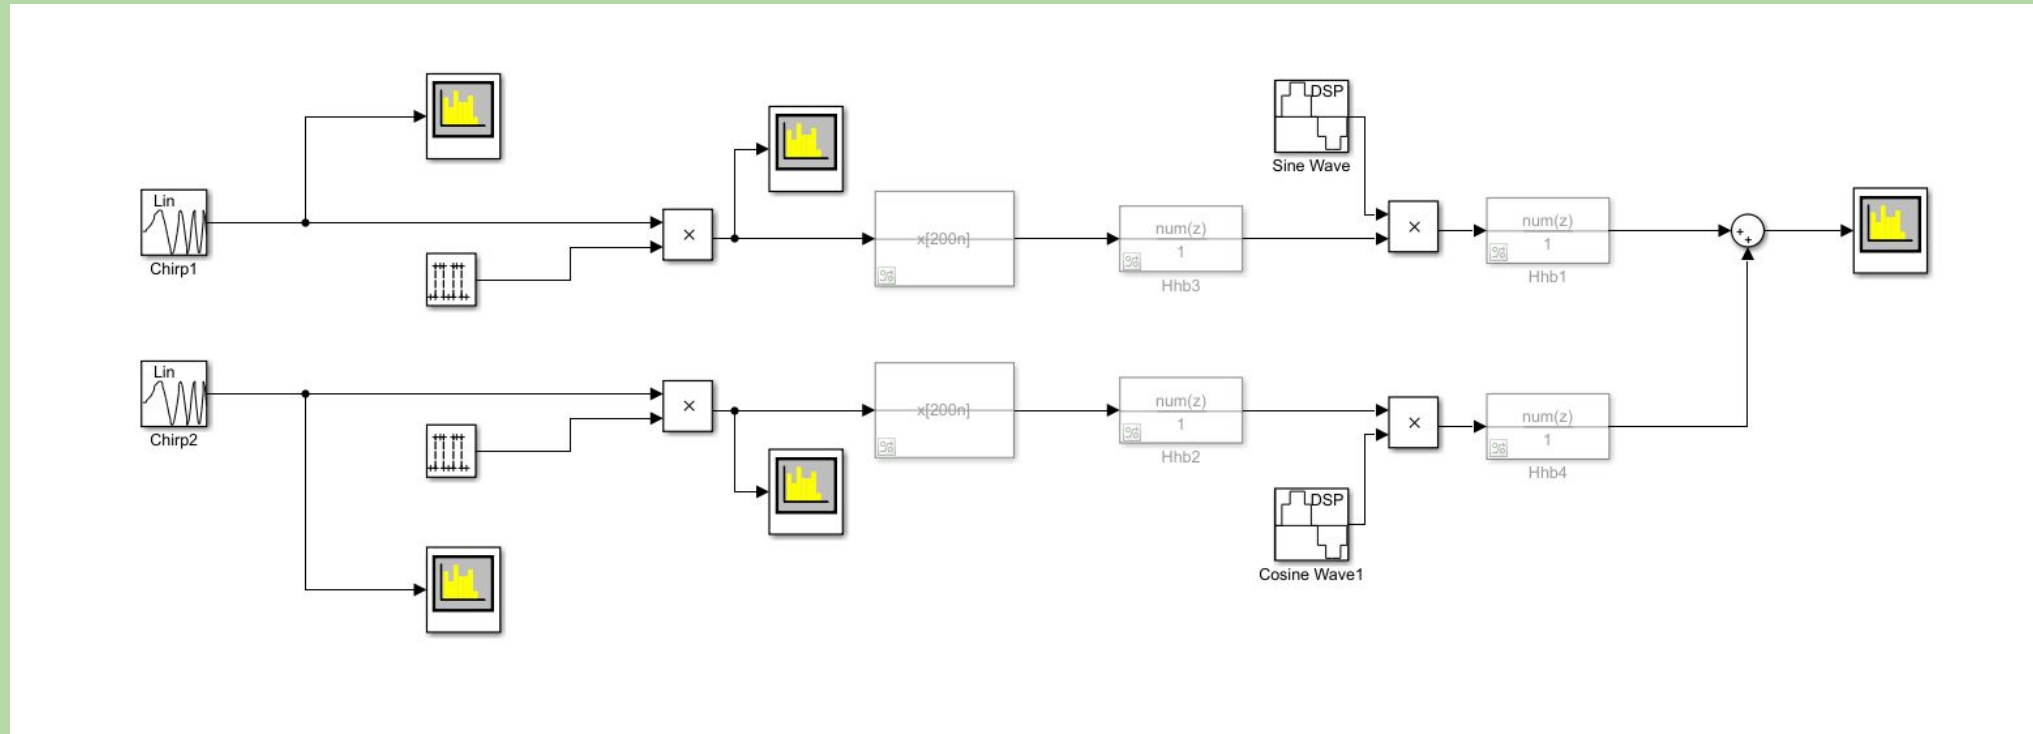 DSP
Sine Wave
Lin
Chirp1
×
x[200n]
num(z)
1
Hhb3
×
num(z)
1
Hhb1
+
+
Lin
Chirp2
×
x[200n]
num(z)
1
Hhb2
×
num(z)
1
Hhb4
DSP
Cosine Wave1